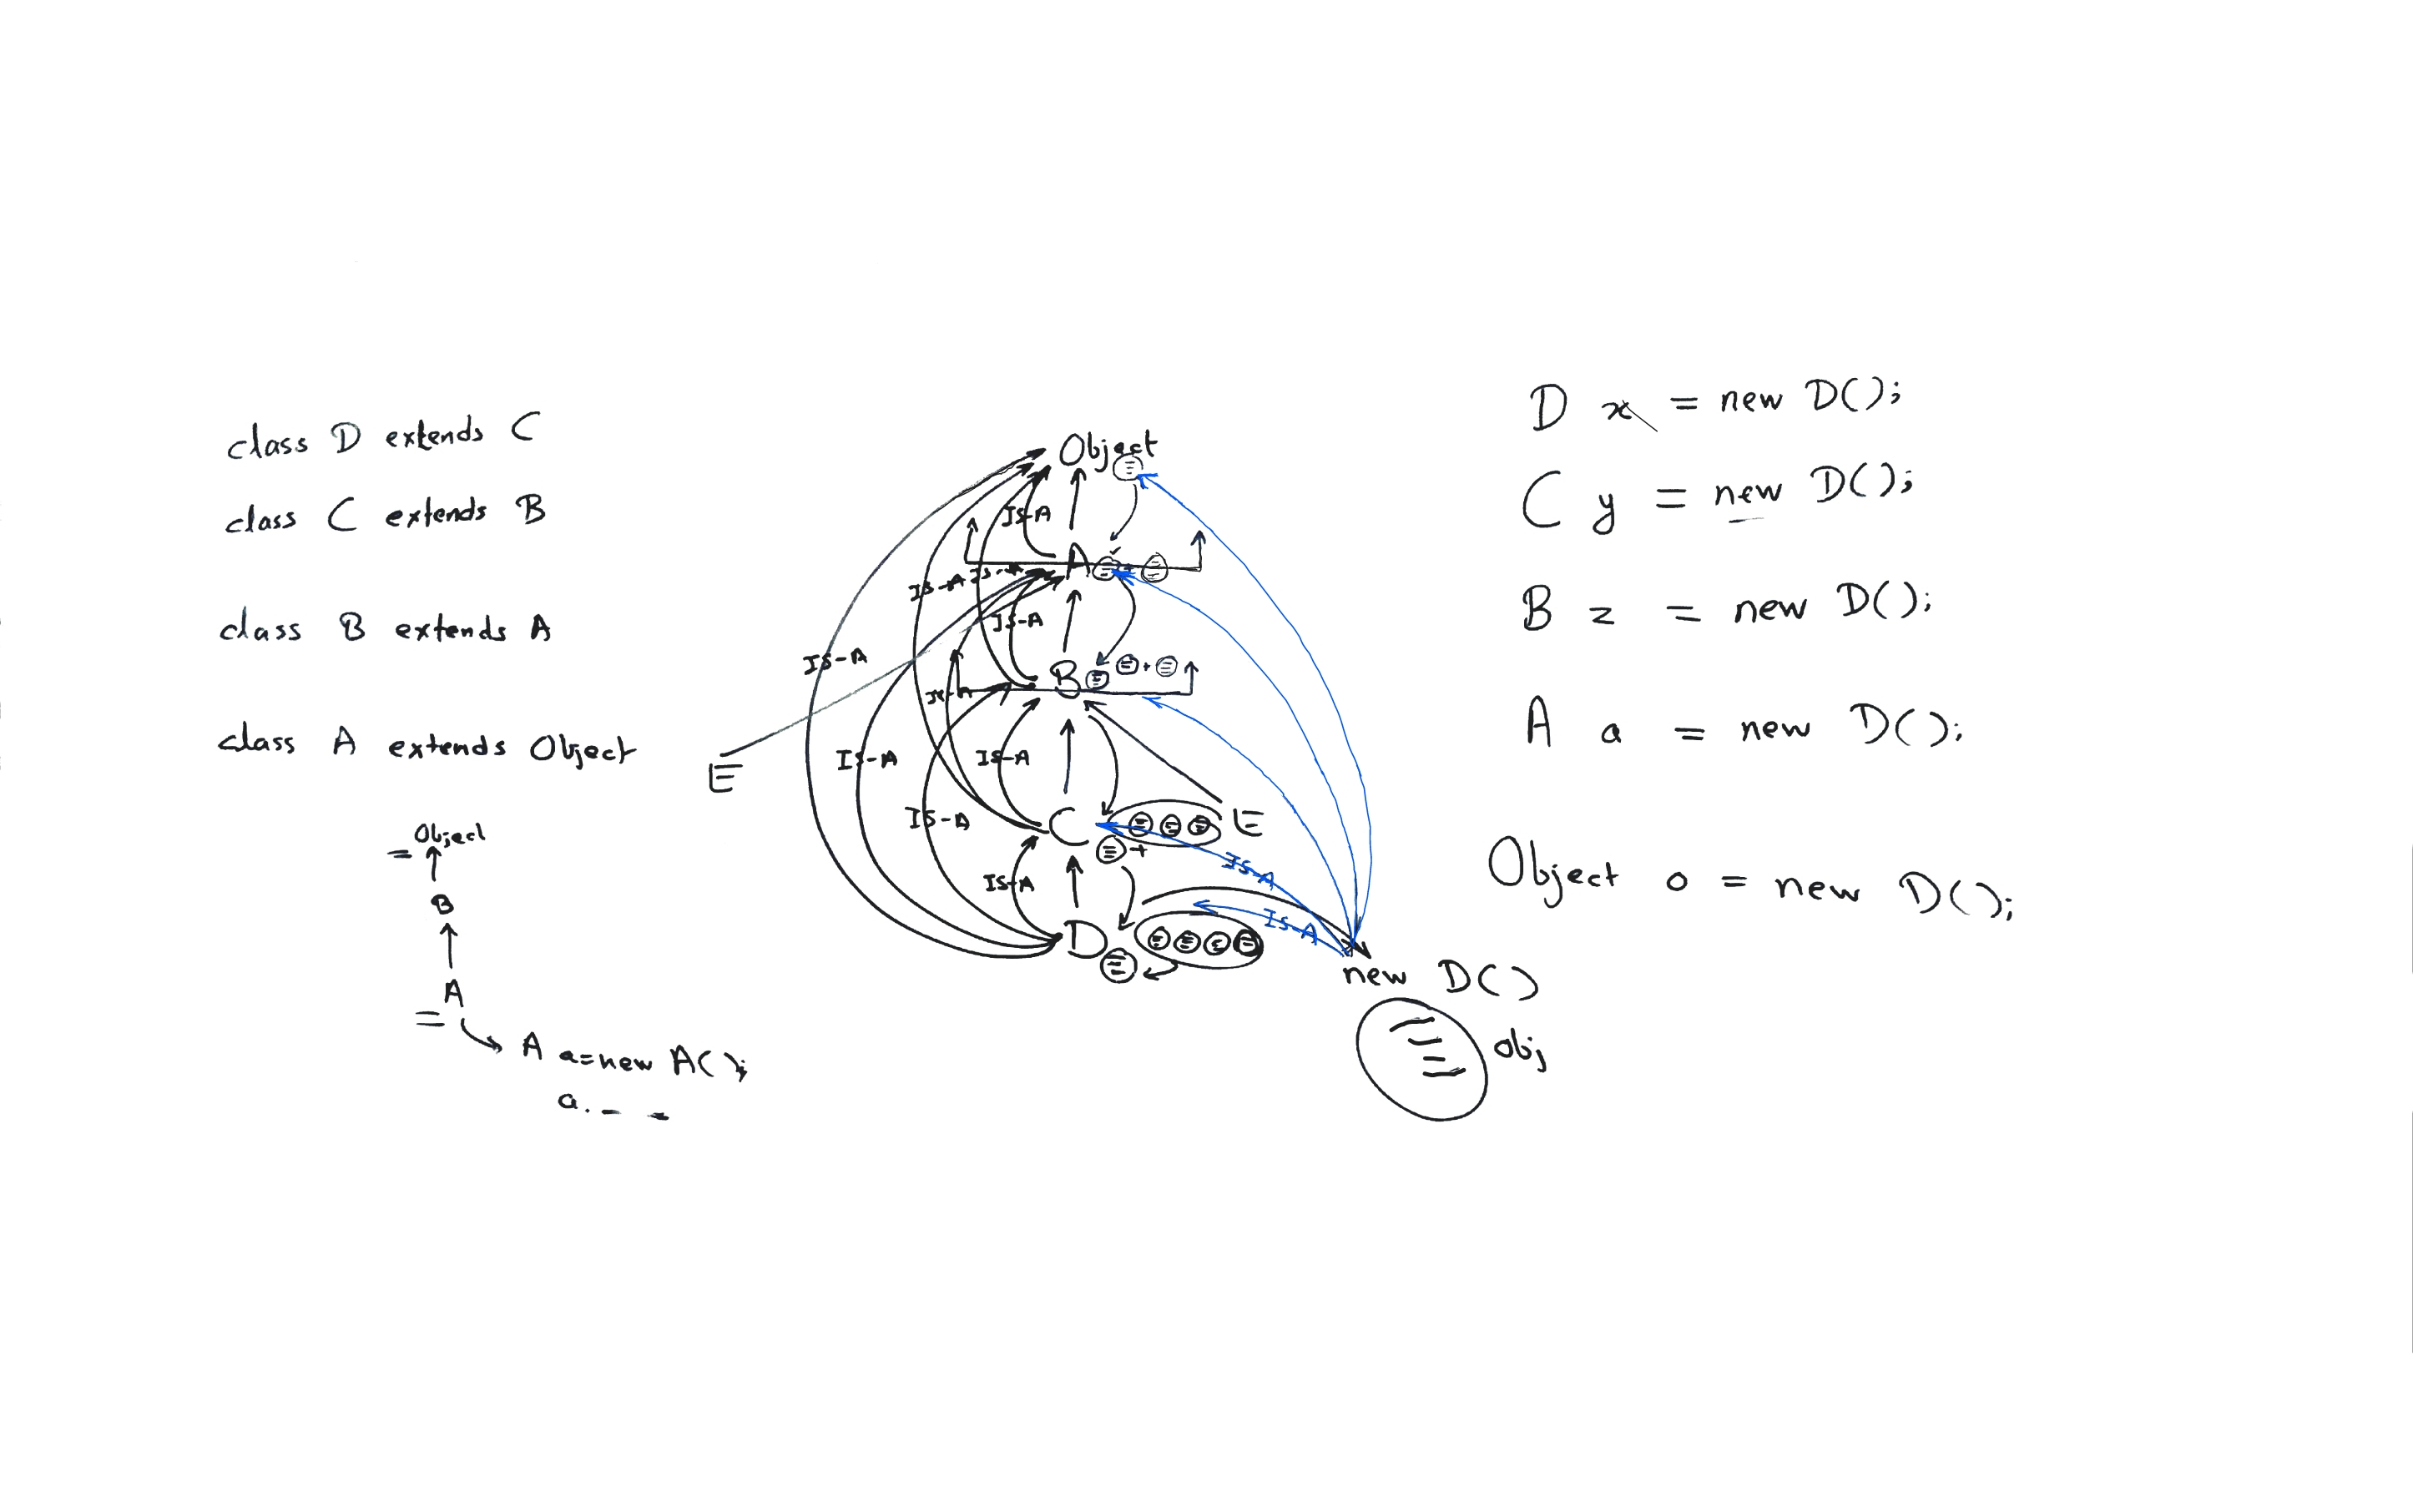 class D extends C
class C extends B
class B extends A
class A extends Object
Object
B
A
A a=new A();
a.
E
Object
IS-A
A
IS-A
IS-A
IS-A
IS-A
B
IS-A
IS-A
IS-A
IS-A
C
E
IS-A
IS-A
D
IS-A
new D()
obj
D x = new D();
C y = new D();
B z = new D();
A a = new D();
Object o = new D();